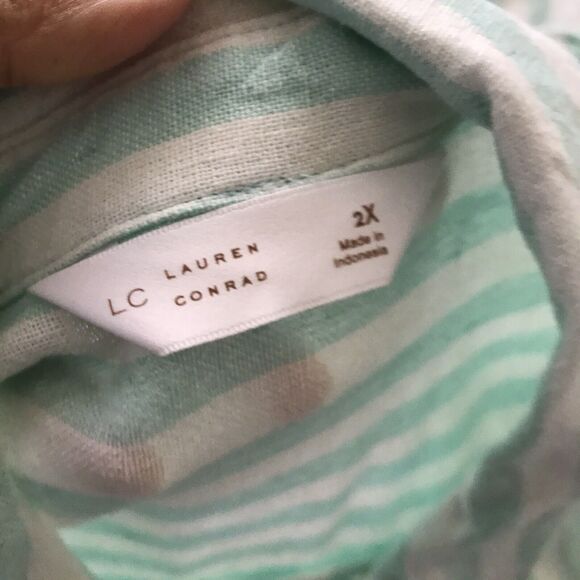 LC LAUREN
CONRAD
2X
Made in
Indonesia